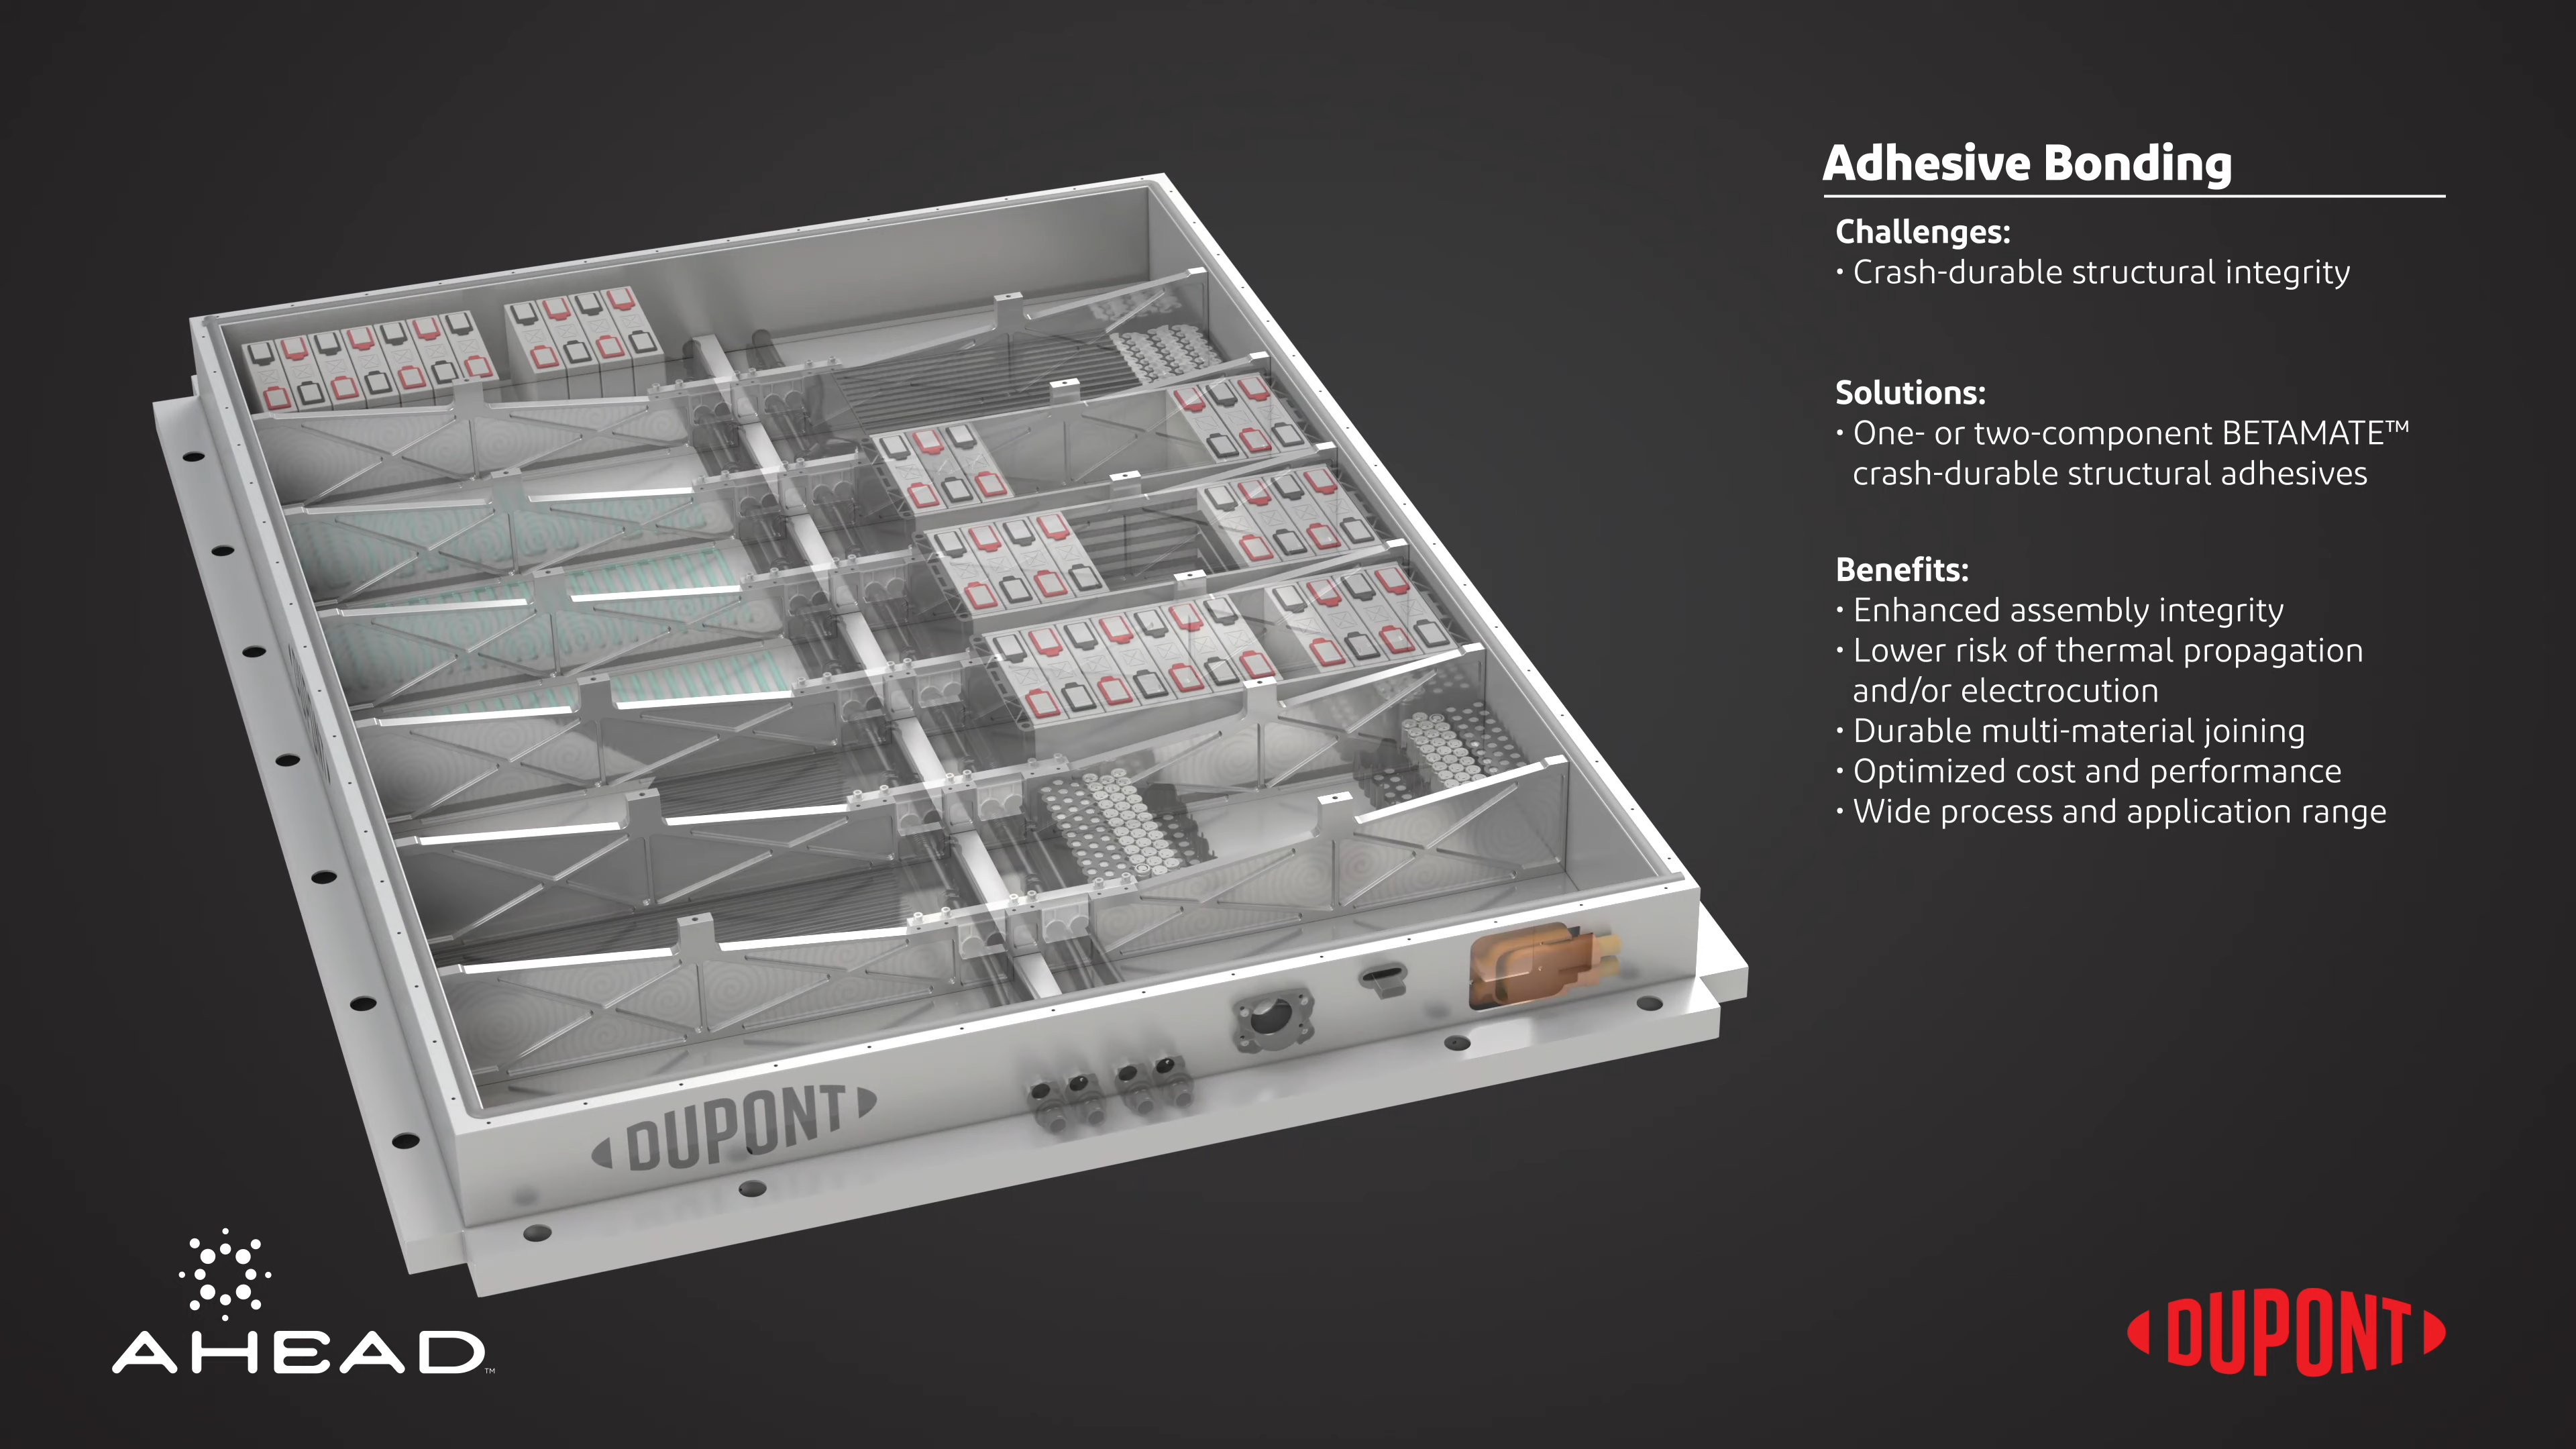 Adhesive Bonding
Challenges:
• Crash-durable structural integrity
Solutions:
• One- or two-component BETAMATE™
crash-durable structural adhesives
Benefits:
• Enhanced assembly integrity
• Lower risk of thermal propagation
and/or electrocution
• Durable multi-material joining
• Optimized cost and performance
• Wide process and application range
DUPONT
AHEAD™
DUPONT